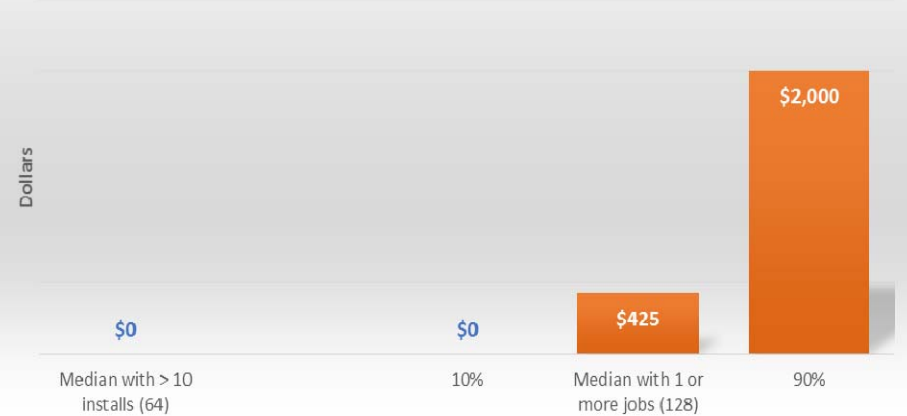 Dollars
$2,000
$425
$0
$0
Median with > 10
installs (64)
10%
Median with 1 or
more jobs (128)
90%